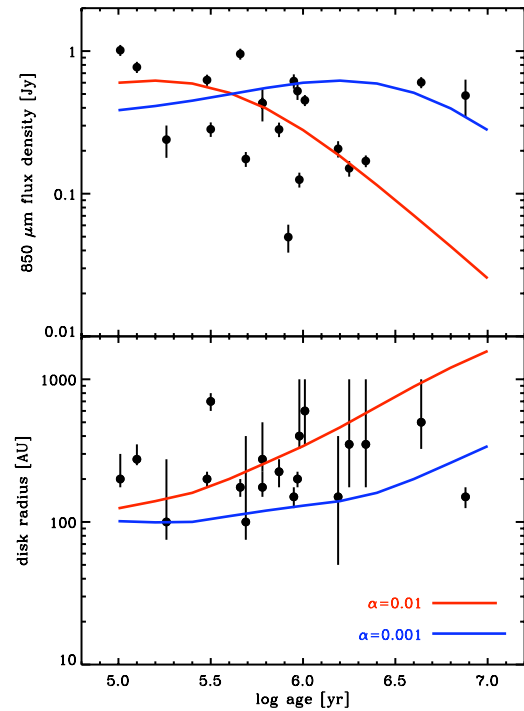 850 μm flux density [Jy]
1
0.1
0.01
disk radius [AU]
1000
100
10
α=0.01
α=0.001
5.0 5.5 6.0 6.5 7.0
log age [yr]